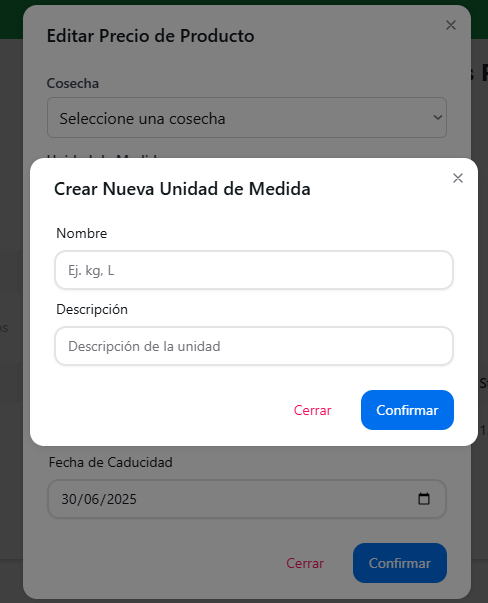 Editar Precio de Producto
Cosecha
Seleccione una cosecha
Crear Nueva Unidad de Medida
Nombre
Ej. kg, L
Descripción
Descripción de la unidad
Cerrar
Confirmar
Fecha de Caducidad
30/06/2025
Cerrar
Confirmar